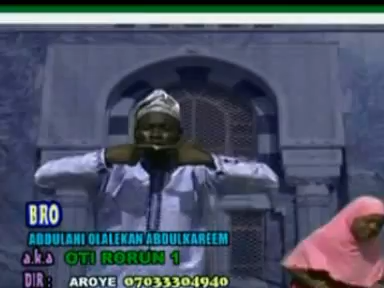 BRO
ABDULAHI OLALEKAN ABDULKAREEM
a.k.a OTI RORUN 1
DIR: AROYE 07033304940